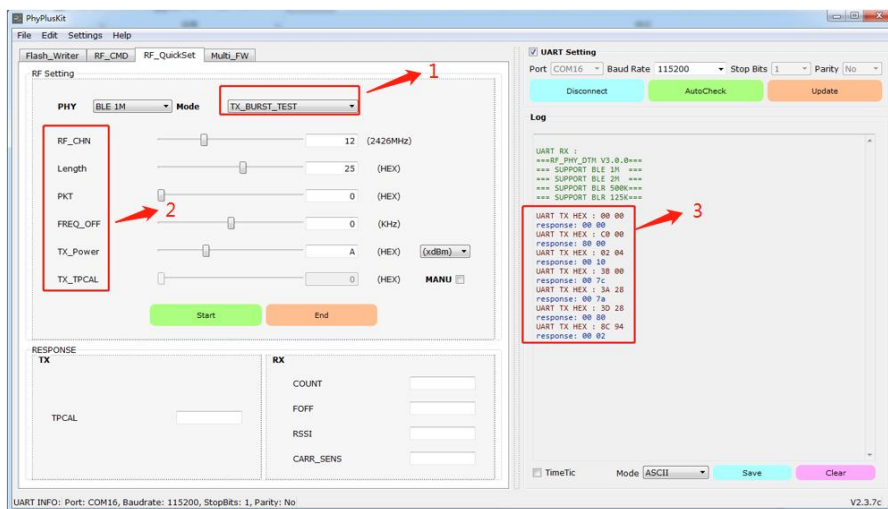 PhyPlusKit
File Edit Settings Help
Flash_Writer RF_CMD RF_QuickSet Multi_FW
RF Setting
1
PHY BLE 1M Mode TX_BURST_TEST
RF_CHN 12 (2426MHz)
Length 25 (HEX)
PKT 0 (HEX)
2
FREQ_OFF 0 (KHz)
TX_Power A (HEX) (xdBm)
TX_TPCAL 0 (HEX) MANU
Start End
RESPONSE
TX RX
COUNT
FOFF
TPCAL
RSSI
CARR_SENS
UART Setting
Port COM16 Baud Rate 115200 Stop Bits 1 Parity No
Disconnect AutoCheck Update
Log
UART RX :
===RF_PHY_DTM V3.0.0===
=== SUPPORT BLE 1M ===
=== SUPPORT BLE 2M ===
=== SUPPORT BLR 500K===
=== SUPPORT BLR 125K===
3
UART TX HEX : 00 00
response: 00 00
UART TX HEX : C0 00
response: 80 00
UART TX HEX : 02 04
response: 00 10
UART TX HEX : 38 00
response: 00 7c
UART TX HEX : 3A 28
response: 00 7a
UART TX HEX : 3D 28
response: 00 80
UART TX HEX : 8C 94
response: 00 02
TimeTic Mode ASCII Save Clear
UART INFO: Port: COM16, Baudrate: 115200, StopBits: 1, Parity: No V2.3.7c